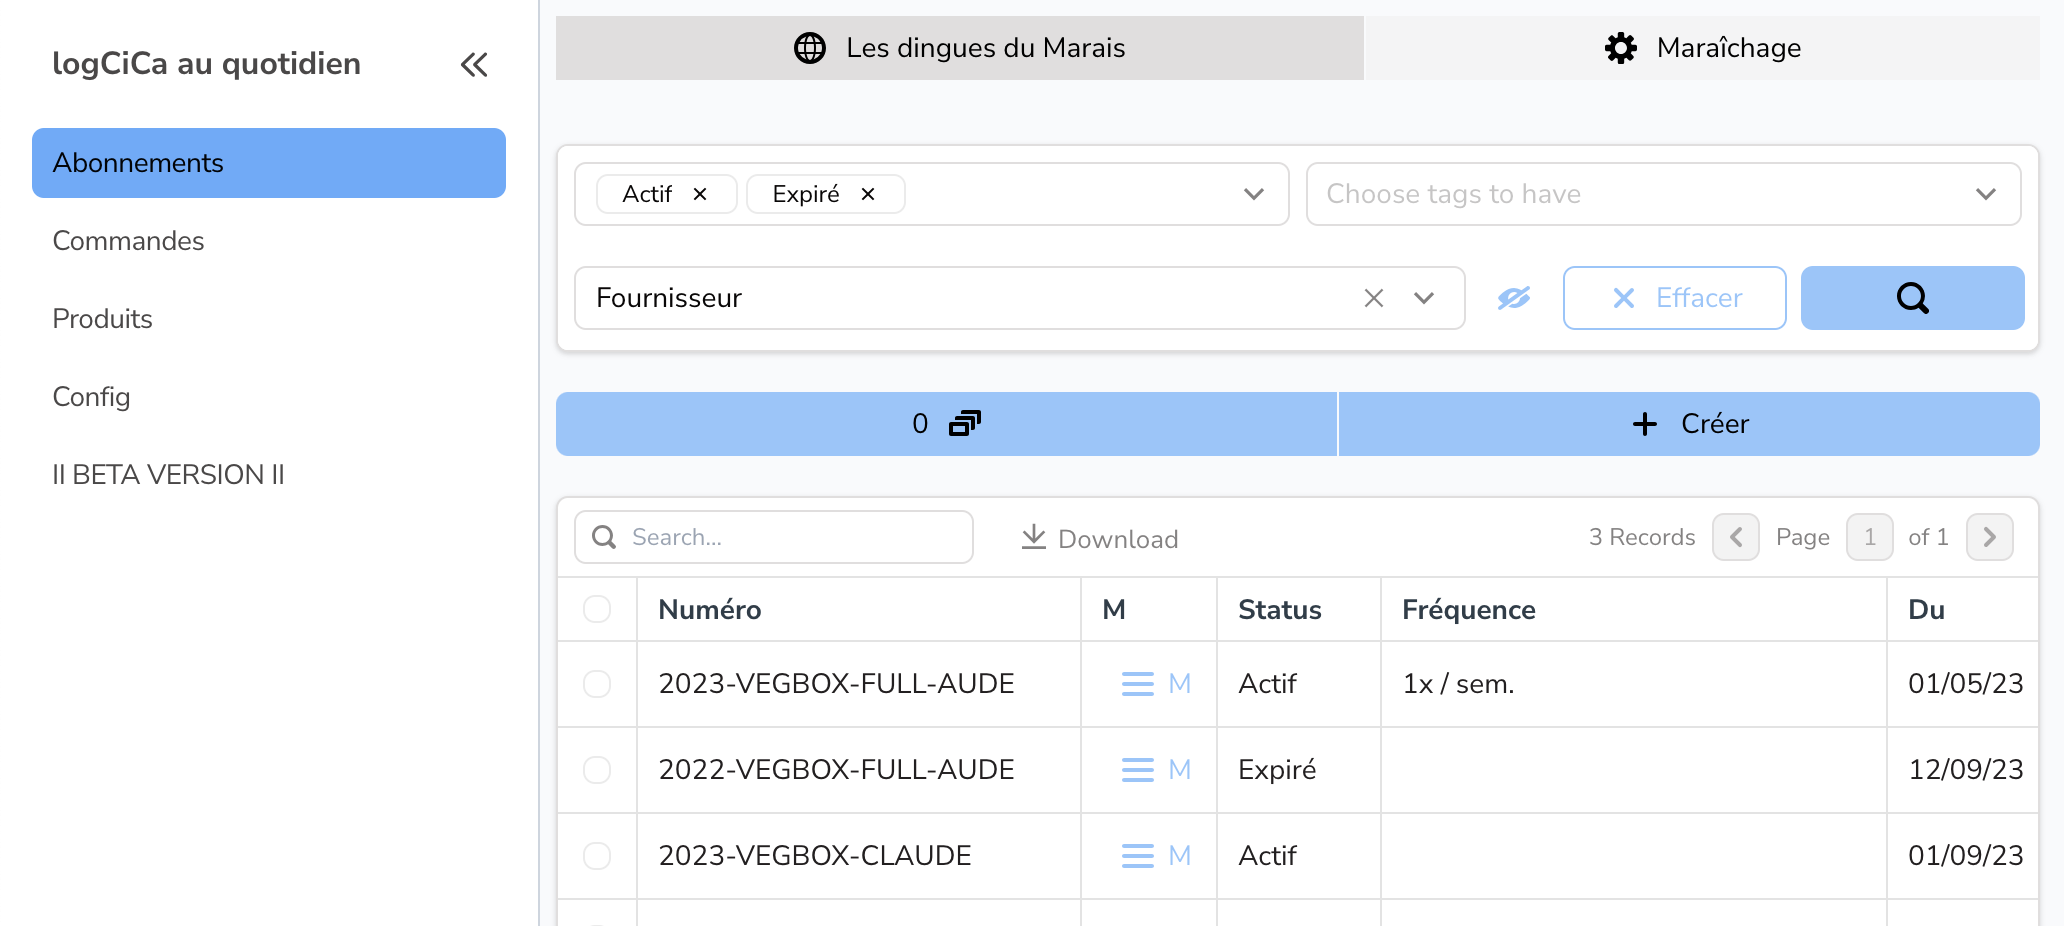 logCiCa au quotidien
Abonnements
Commandes
Produits
Config
II BETA VERSION II
Les dingues du Marais
Maraîchage
Actif
Expiré
Choose tags to have
Fournisseur
Effacer
0
Créer
Search...
Download
3 Records
Page 1 of 1
Numéro M Status Fréquence Du
2023-VEGBOX-FULL-AUDE M Actif 1x / sem. 01/05/23
2022-VEGBOX-FULL-AUDE M Expiré 12/09/23
2023-VEGBOX-CLAUDE M Actif 01/09/23